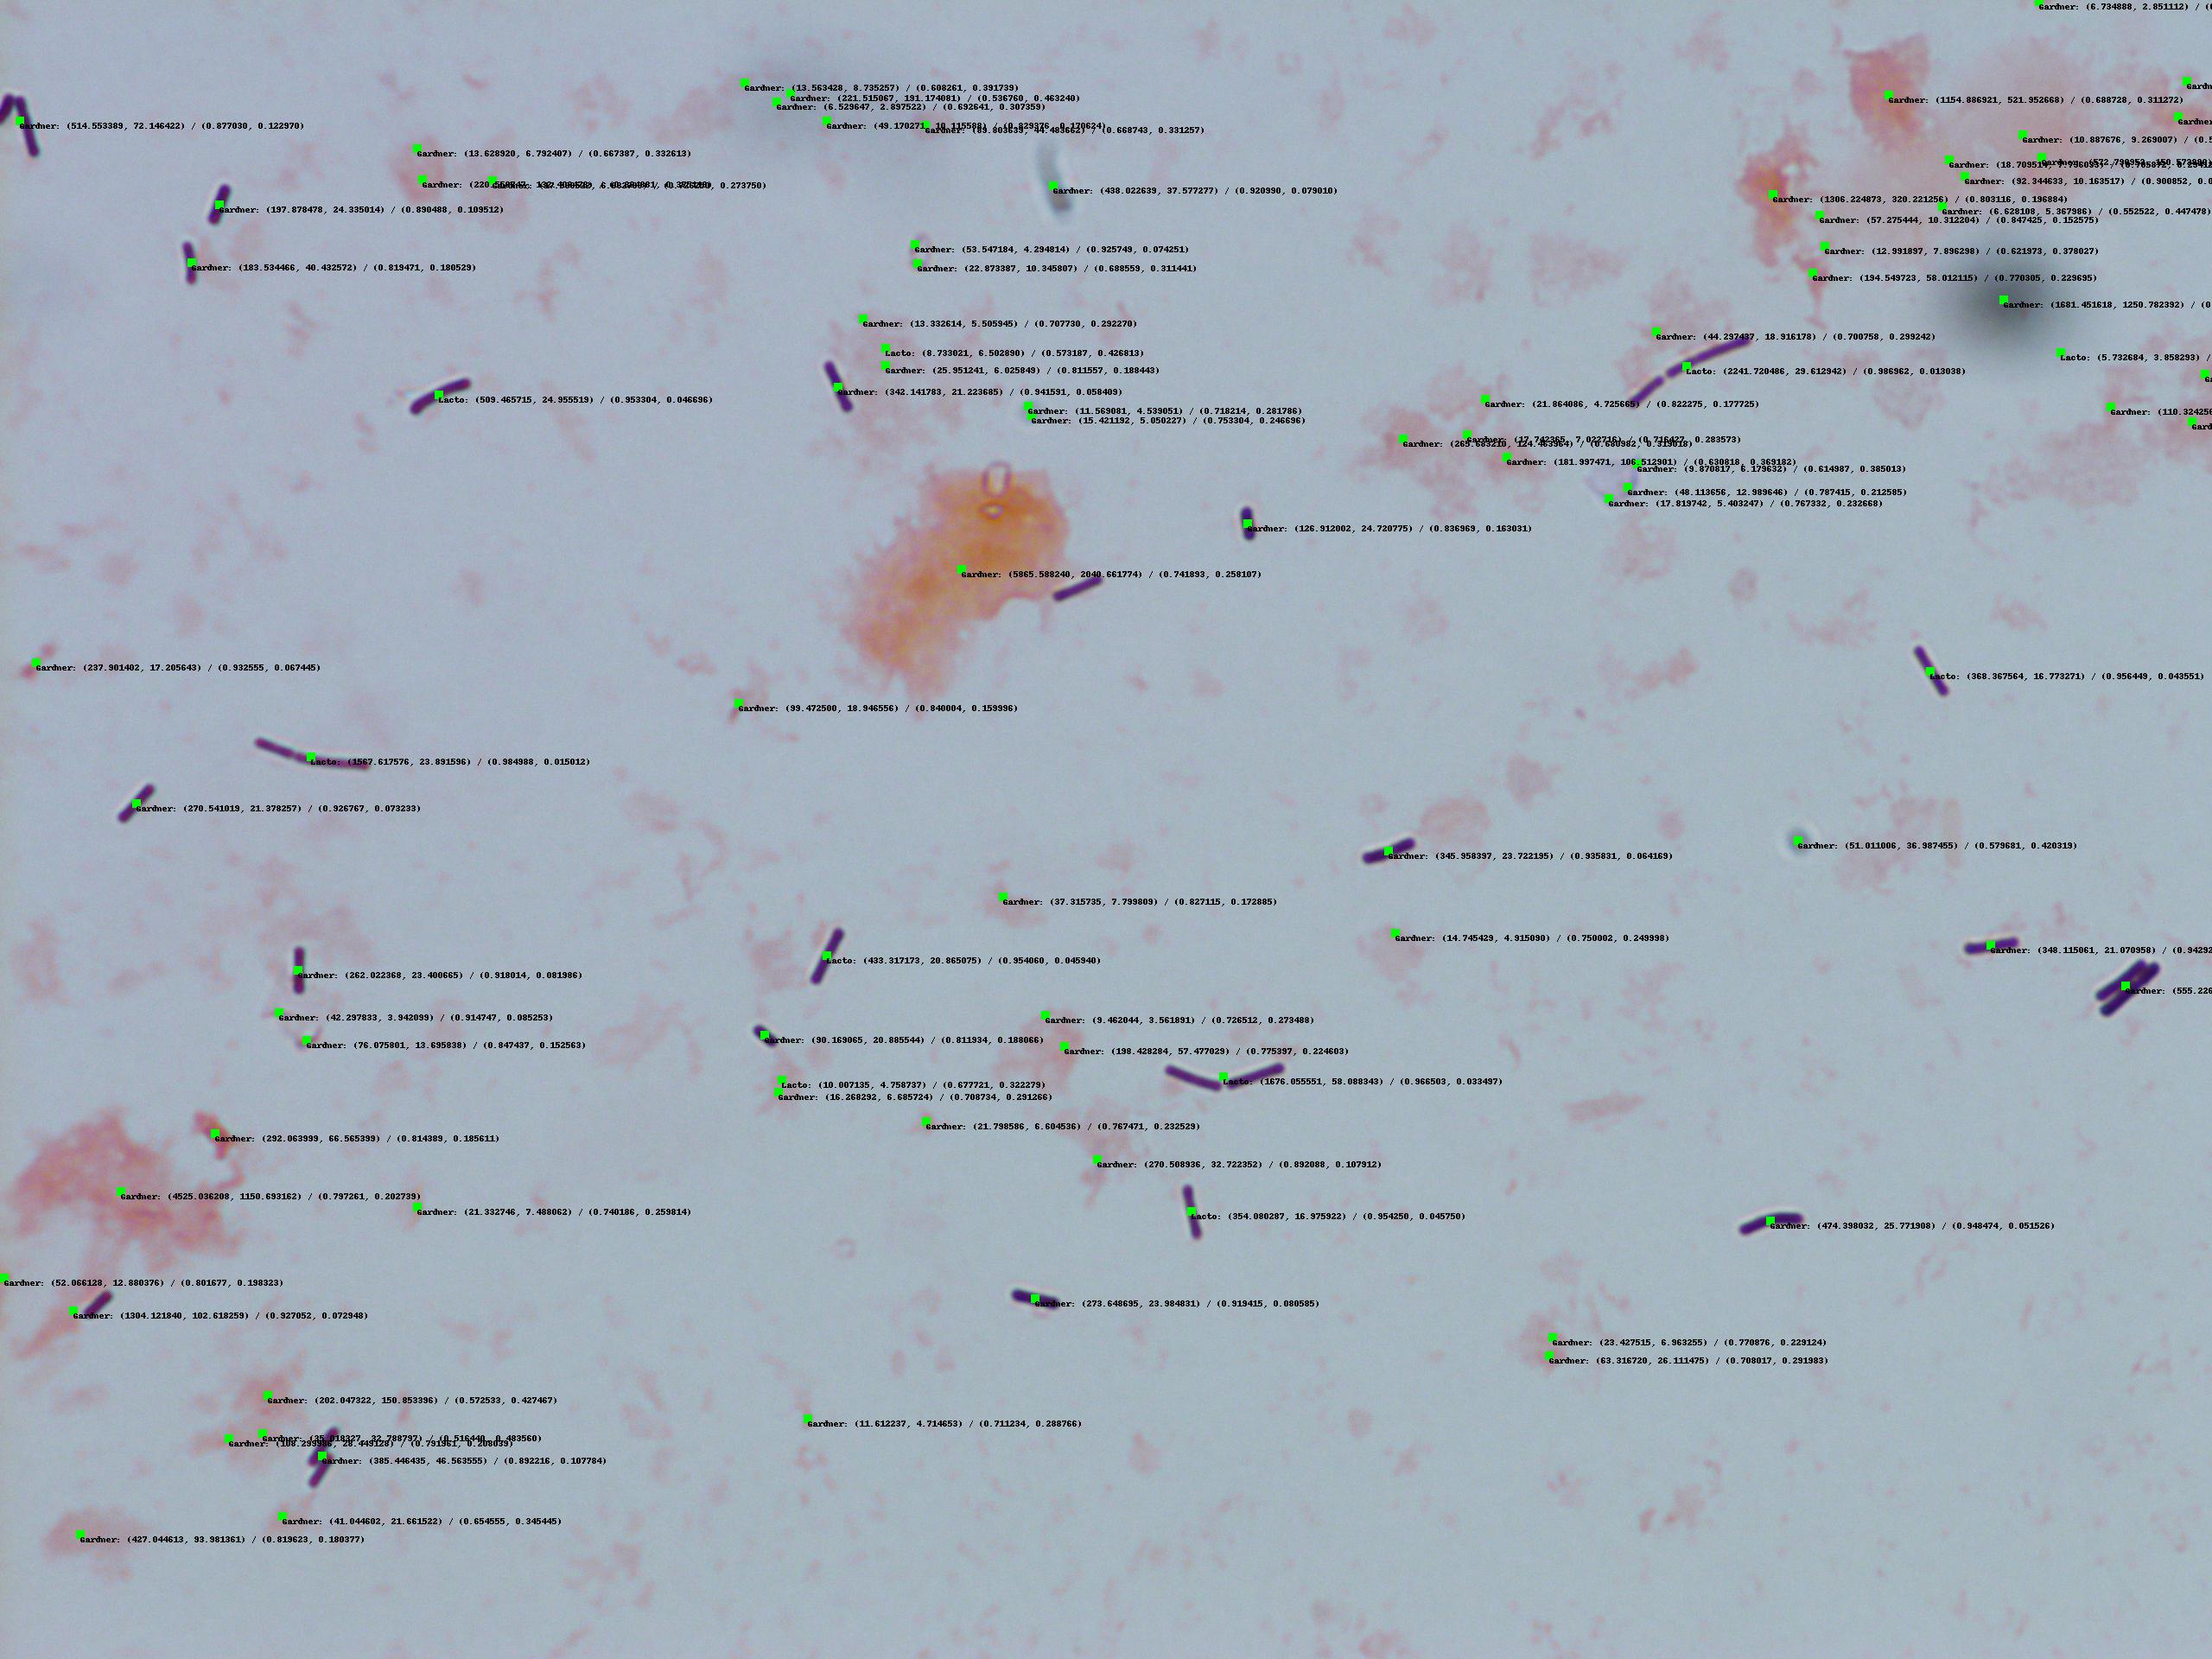 Gardner: (6.734888, 2.851112) / (
Gardner: (13.563428, 8.735257) / (0.608261, 0.391739)
Gardner: (221.515067, 191.174081) / (0.536760, 0.463240)
Gardner: (1154.886921, 521.952668) / (0.688728, 0.311272)
Gardner: (6.529647, 2.897522) / (0.692641, 0.307359)
Gardner: (514.553389, 72.146422) / (0.877030, 0.122970)
Gardner: (49.170271, 10.115588) / (0.829376, 0.170624)
Gardner: (89.803639, 44.483662) / (0.668743, 0.331257)
Gardner: (10.887676, 9.269007) / (0.5
Gardner: (13.628920, 6.792407) / (0.667387, 0.332613)
Gardner: (92.344633, 10.163517) / (0.900852, 0.0
Gardner: (438.022639, 37.577277) / (0.920990, 0.079010)
Gardner: (1306.224873, 320.221256) / (0.803116, 0.196884)
Gardner: (197.878478, 24.335014) / (0.890488, 0.109512)
Gardner: (6.628108, 5.367986) / (0.552522, 0.447478)
Gardner: (57.275444, 10.312204) / (0.847425, 0.152575)
Gardner: (53.547184, 4.294814) / (0.925749, 0.074251)
Gardner: (12.991897, 7.896298) / (0.621973, 0.378027)
Gardner: (183.534466, 40.432572) / (0.819471, 0.180529)
Gardner: (22.873387, 10.345807) / (0.688559, 0.311441)
Gardner: (194.549723, 58.012115) / (0.770305, 0.229695)
Gardner: (1681.451618, 1250.782392) / (0
Gardner: (13.332614, 5.505945) / (0.707730, 0.292270)
Gardner: (44.297437, 18.916178) / (0.700758, 0.299242)
Lacto: (8.733021, 6.502890) / (0.573187, 0.426813)
Lacto: (5.732684, 3.858293) /
Gardner: (25.951241, 6.025849) / (0.811557, 0.188443)
Lacto: (2241.720486, 29.612942) / (0.986962, 0.013038)
Gardner: (342.141783, 21.223685) / (0.941591, 0.058409)
Lacto: (509.465715, 24.955519) / (0.953304, 0.046696)
Gardner: (21.864086, 4.725665) / (0.822275, 0.177725)
Gardner: (11.569081, 4.539051) / (0.718214, 0.281786)
Gardner: (110.324256
Gardner: (15.421192, 5.050227) / (0.753304, 0.246696)
Gardner: (17.742365, 7.022716) / (0.716427, 0.283573)
Gardner: (265.683210, 124.463964) / (0.680982, 0.319018)
Gardner: (181.997471, 106.512901) / (0.630818, 0.369182)
Gardner: (9.870817, 6.179632) / (0.614987, 0.385013)
Gardner: (48.113656, 12.989646) / (0.787415, 0.212585)
Gardner: (17.819742, 5.403247) / (0.767332, 0.232668)
Gardner: (126.912002, 24.720775) / (0.836969, 0.163031)
Gardner: (5865.588240, 2040.661774) / (0.741893, 0.258107)
Gardner: (237.901402, 17.205643) / (0.932555, 0.067445)
Lacto: (368.367564, 16.773271) / (0.956449, 0.043551)
Gardner: (99.472500, 18.946556) / (0.840004, 0.159996)
Lacto: (1567.617576, 23.891596) / (0.984988, 0.015012)
Gardner: (270.541019, 21.378257) / (0.926767, 0.073233)
Gardner: (51.011006, 36.987455) / (0.579681, 0.420319)
Gardner: (345.958397, 23.722195) / (0.935831, 0.064169)
Gardner: (37.315735, 7.799809) / (0.827115, 0.172885)
Gardner: (14.745429, 4.915090) / (0.750002, 0.249998)
Gardner: (348.115061, 21.070958) / (0.94292
Lacto: (433.317173, 20.865075) / (0.954060, 0.045940)
Gardner: (262.022368, 23.400665) / (0.918014, 0.081986)
Gardner: (555.226
Gardner: (42.297833, 3.942099) / (0.914747, 0.085253)
Gardner: (9.462044, 3.561891) / (0.726512, 0.273488)
Gardner: (90.169065, 20.885544) / (0.811934, 0.188066)
Gardner: (76.075801, 13.695838) / (0.847437, 0.152563)
Gardner: (198.428284, 57.477029) / (0.775397, 0.224603)
Lacto: (1676.055551, 58.088343) / (0.966503, 0.033497)
Lacto: (10.007135, 4.758737) / (0.677721, 0.322279)
Gardner: (16.268292, 6.685724) / (0.708734, 0.291266)
Gardner: (21.798586, 6.604536) / (0.767471, 0.232529)
Gardner: (292.063999, 66.565399) / (0.814389, 0.185611)
Gardner: (270.508936, 32.722352) / (0.892088, 0.107912)
Gardner: (4525.036208, 1150.693162) / (0.797261, 0.202739)
Gardner: (21.332746, 7.488062) / (0.740186, 0.259814)
Lacto: (354.080287, 16.975922) / (0.954250, 0.045750)
Gardner: (474.398032, 25.771908) / (0.948474, 0.051526)
Gardner: (52.066128, 12.880376) / (0.801677, 0.198323)
Gardner: (273.648695, 23.984831) / (0.919415, 0.080585)
Gardner: (1304.121840, 102.618259) / (0.927052, 0.072948)
Gardner: (23.427515, 6.963255) / (0.770876, 0.229124)
Gardner: (63.316720, 26.111475) / (0.708017, 0.291983)
Gardner: (202.047322, 150.853396) / (0.572533, 0.427467)
Gardner: (11.612237, 4.714653) / (0.711234, 0.288766)
Gardner: (35.018327, 32.788797) / (0.516440, 0.483560)
Gardner: (108.299986, 28.449128) / (0.791961, 0.208039)
Gardner: (385.446435, 46.563555) / (0.892216, 0.107784)
Gardner: (41.044602, 21.661522) / (0.654555, 0.345445)
Gardner: (427.044613, 93.981361) / (0.819623, 0.180377)